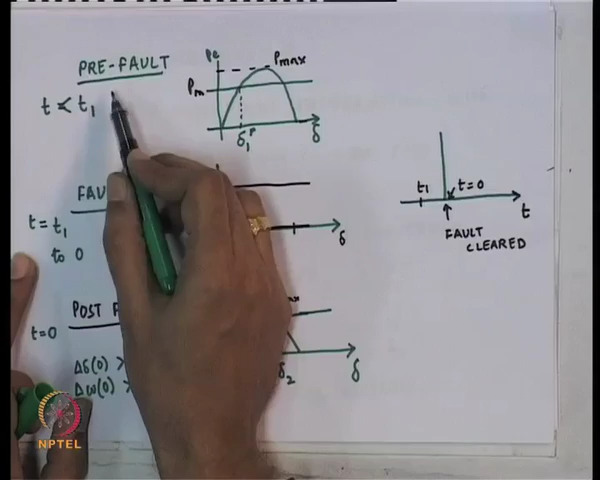 PRE-FAULT
t < t₁
Pe
Pmax
Pm
δ₁ᴾ
δ
t = t₁
to 0
δ
t₁
t=0
t
FAULT
CLEARED
t=0
POST
Δδ(0) >
Δω(0) >
δ₂
δ
NPTEL